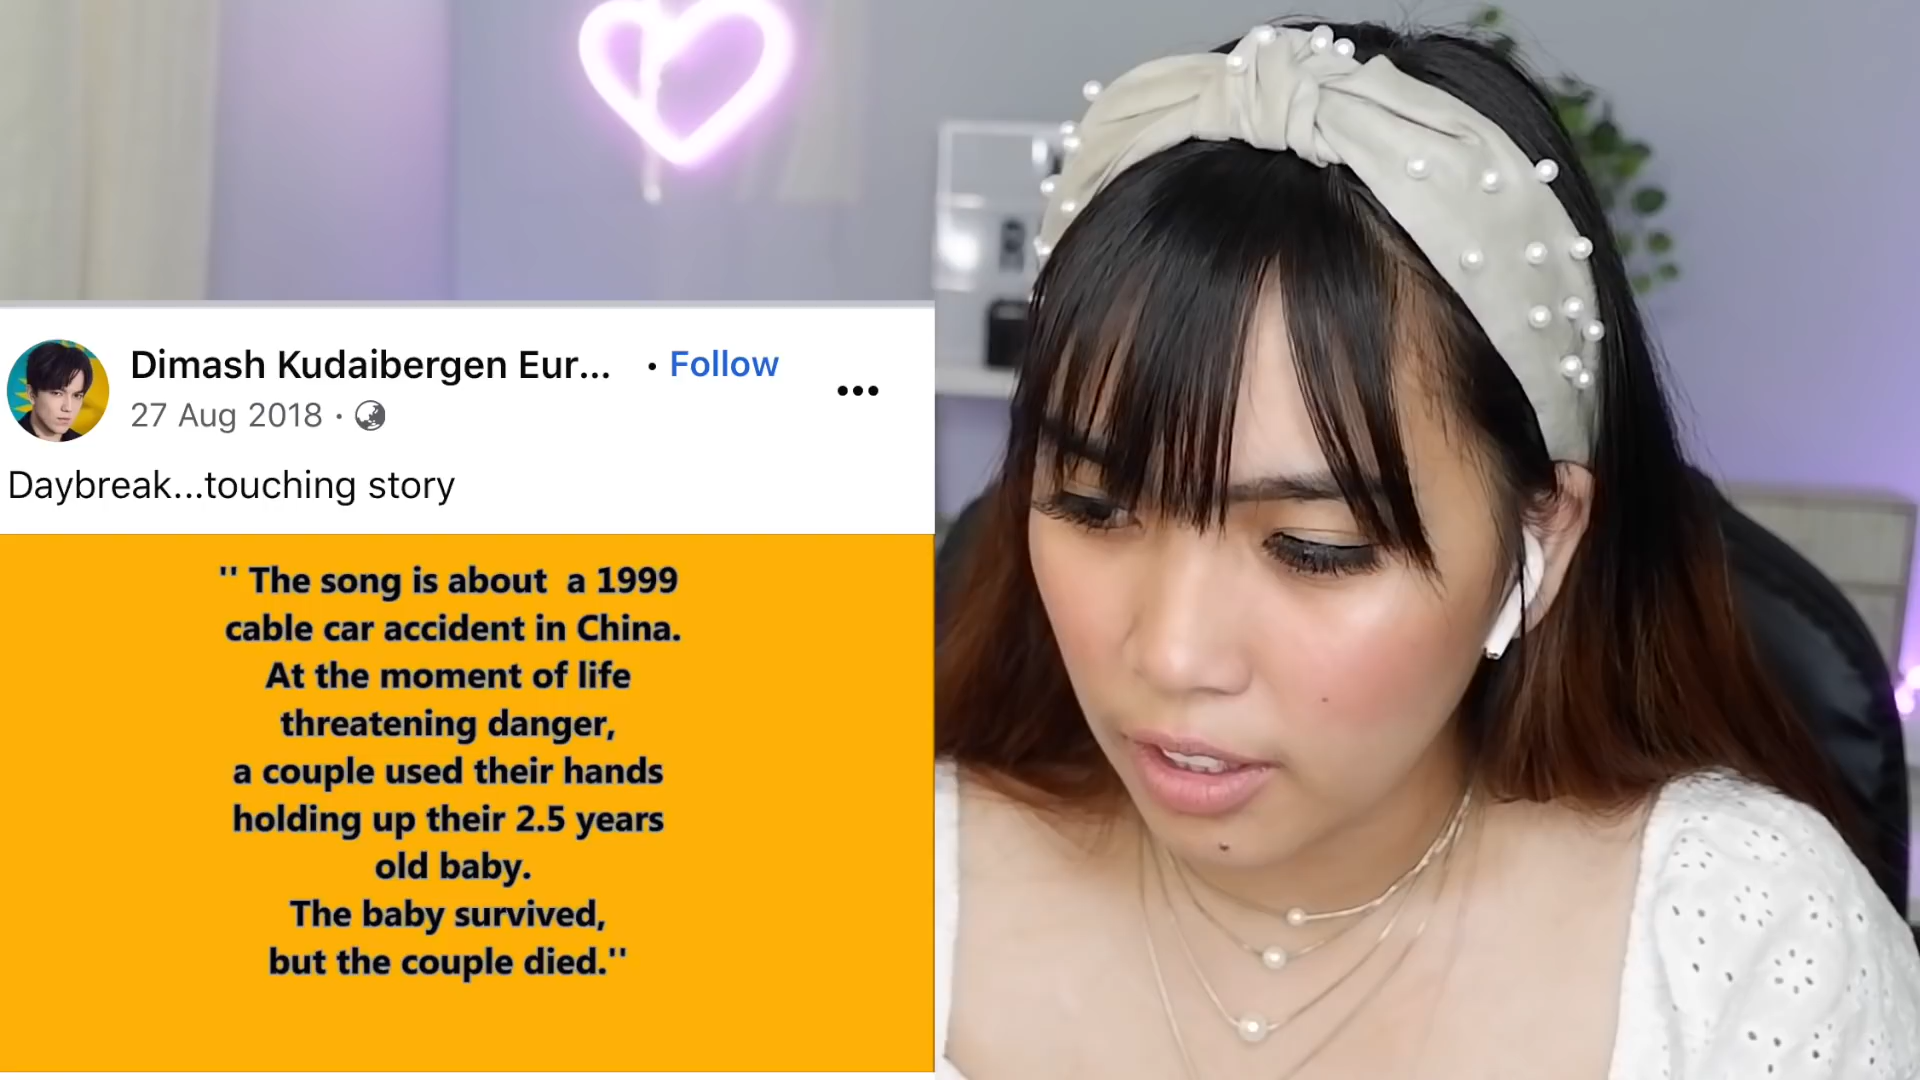 Dimash Kudaibergen Eur... · Follow
27 Aug 2018 ·
Daybreak...touching story
'' The song is about a 1999
cable car accident in China.
At the moment of life
threatening danger,
a couple used their hands
holding up their 2.5 years
old baby.
The baby survived,
but the couple died.''